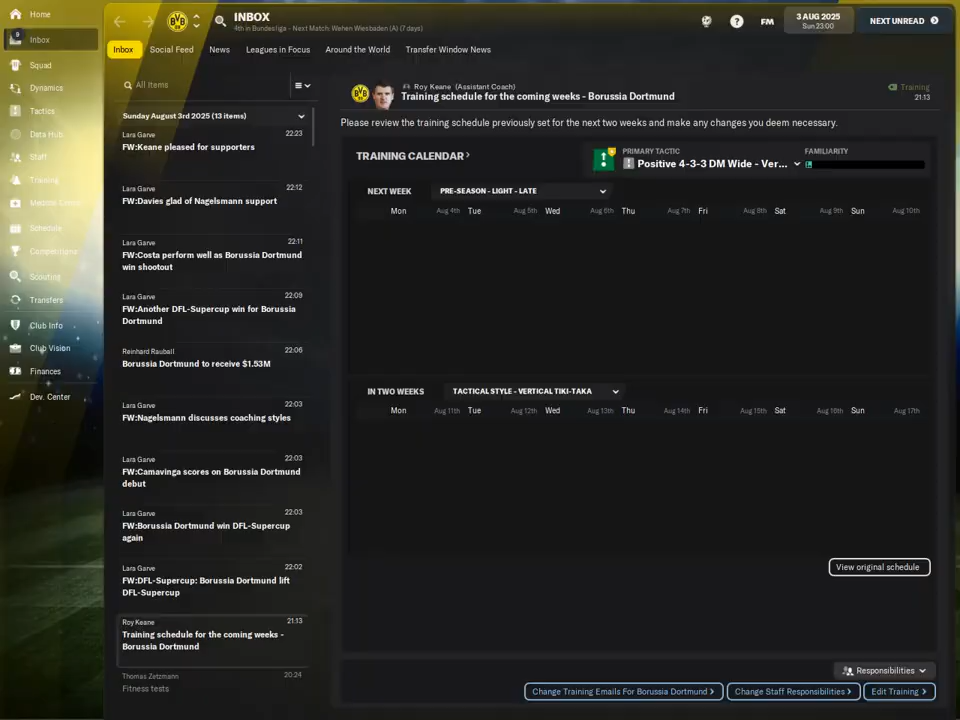 Home
9
Inbox
Squad
Dynamics
Tactics
Data Hub
Staff
Training
Medical Centre
Schedule
Competitions
Scouting
Transfers
Club Info
Club Vision
Finances
Dev. Center
INBOX
4th in Bundesliga - Next Match: Wehen Wiesbaden (A) (7 days)
FM
3 AUG 2025
Sun 23:00
NEXT UNREAD
Inbox
Social Feed
News
Leagues in Focus
Around the World
Transfer Window News
All Items
Sunday August 3rd 2025 (13 items)
Lara Garve 22:23
FW:Keane pleased for supporters
Lara Garve 22:12
FW:Davies glad of Nagelsmann support
Lara Garve 22:11
FW:Costa perform well as Borussia Dortmund
win shootout
Lara Garve 22:09
FW:Another DFL-Supercup win for Borussia
Dortmund
Reinhard Rauball 22:06
Borussia Dortmund to receive $1.53M
Lara Garve 22:03
FW:Nagelsmann discusses coaching styles
Lara Garve 22:03
FW:Camavinga scores on Borussia Dortmund
debut
Lara Garve 22:03
FW:Borussia Dortmund win DFL-Supercup
again
Lara Garve 22:02
FW:DFL-Supercup: Borussia Dortmund lift
DFL-Supercup
Roy Keane 21:13
Training schedule for the coming weeks -
Borussia Dortmund
Thomas Zetzmann 20:24
Fitness tests
BVB
09
Roy Keane (Assistant Coach)
Training schedule for the coming weeks - Borussia Dortmund
Training
21:13
Please review the training schedule previously set for the next two weeks and make any changes you deem necessary.
TRAINING CALENDAR
PRIMARY TACTIC
Positive 4-3-3 DM Wide - Ver...
FAMILIARITY
NEXT WEEK PRE-SEASON - LIGHT - LATE
Mon Aug 4th Tue Aug 5th Wed Aug 6th Thu Aug 7th Fri Aug 8th Sat Aug 9th Sun Aug 10th
IN TWO WEEKS TACTICAL STYLE - VERTICAL TIKI-TAKA
Mon Aug 11th Tue Aug 12th Wed Aug 13th Thu Aug 14th Fri Aug 15th Sat Aug 16th Sun Aug 17th
View original schedule
Responsibilities
Change Training Emails For Borussia Dortmund
Change Staff Responsibilities
Edit Training